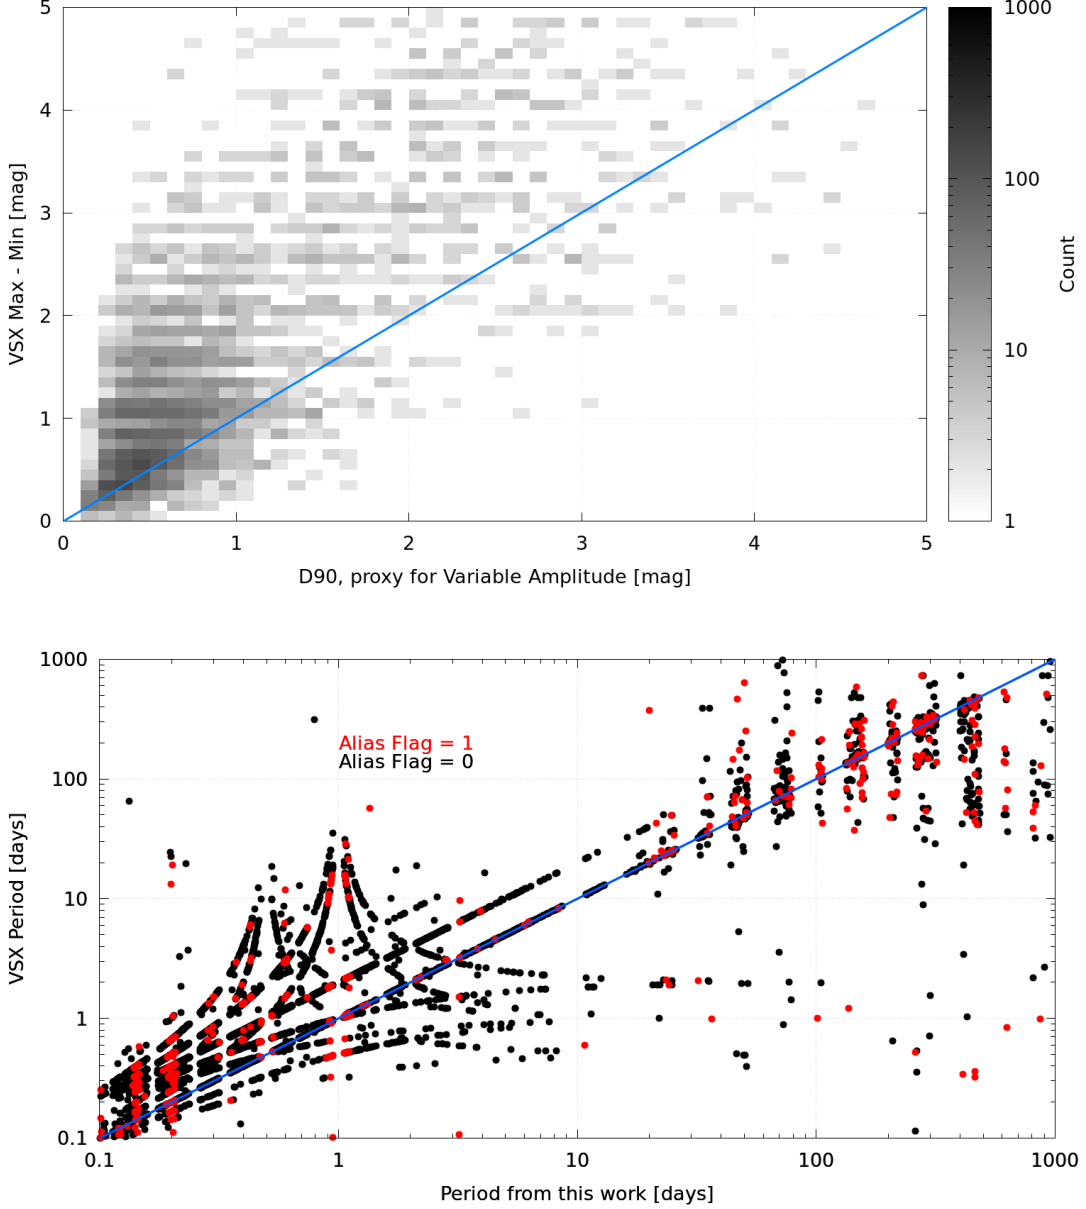 5
4
3
2
1
0
VSX Max - Min [mag]
0 1 2 3 4 5
D90, proxy for Variable Amplitude [mag]
1000
100
10
1
Count
1000
100
10
1
0.1
VSX Period [days]
Alias Flag = 1
Alias Flag = 0
0.1 1 10 100 1000
Period from this work [days]